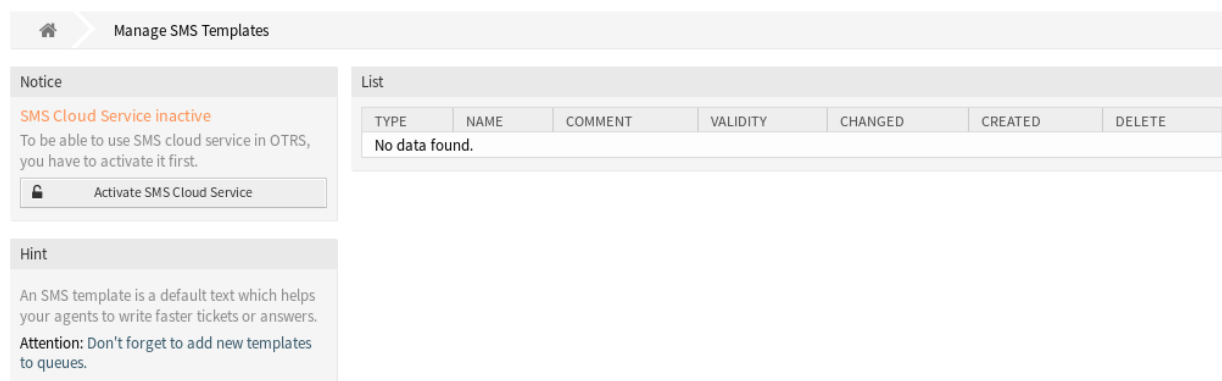 Manage SMS Templates
Notice
SMS Cloud Service inactive
To be able to use SMS cloud service in OTRS,
you have to activate it first.
Activate SMS Cloud Service
Hint
An SMS template is a default text which helps
your agents to write faster tickets or answers.
Attention: Don't forget to add new templates
to queues.
List
TYPE NAME COMMENT VALIDITY CHANGED CREATED DELETE
No data found.